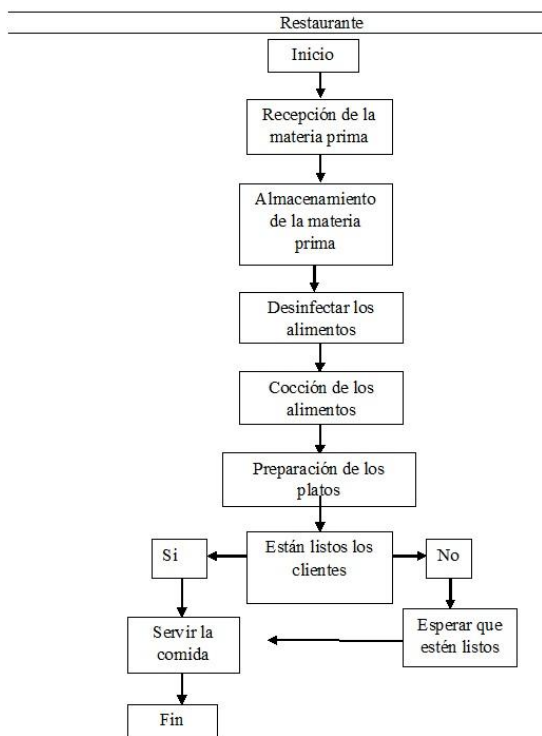 Restaurante
Inicio
Recepción de la
materia prima
Almacenamiento
de la materia
prima
Desinfectar los
alimentos
Cocción de los
alimentos
Preparación de los
platos
Están listos los
clientes
Si
No
Esperar que
estén listos
Servir la
comida
Fin